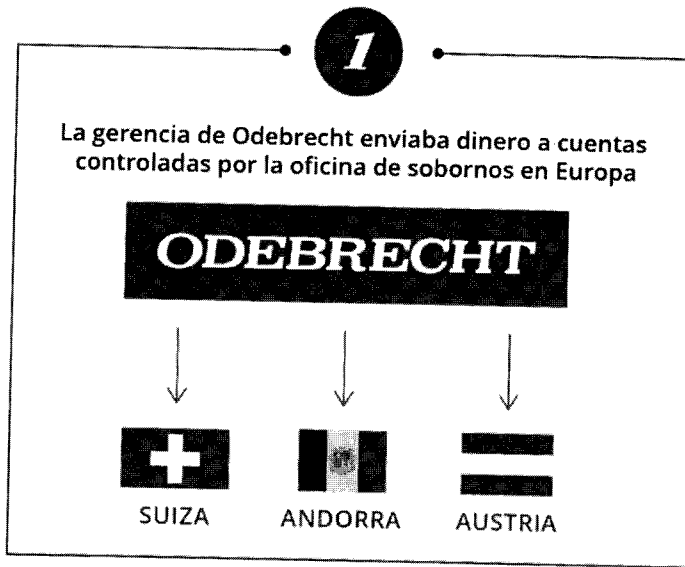 1
La gerencia de Odebrecht enviaba dinero a cuentas
controladas por la oficina de sobornos en Europa
ODEBRECHT
SUIZA ANDORRA AUSTRIA